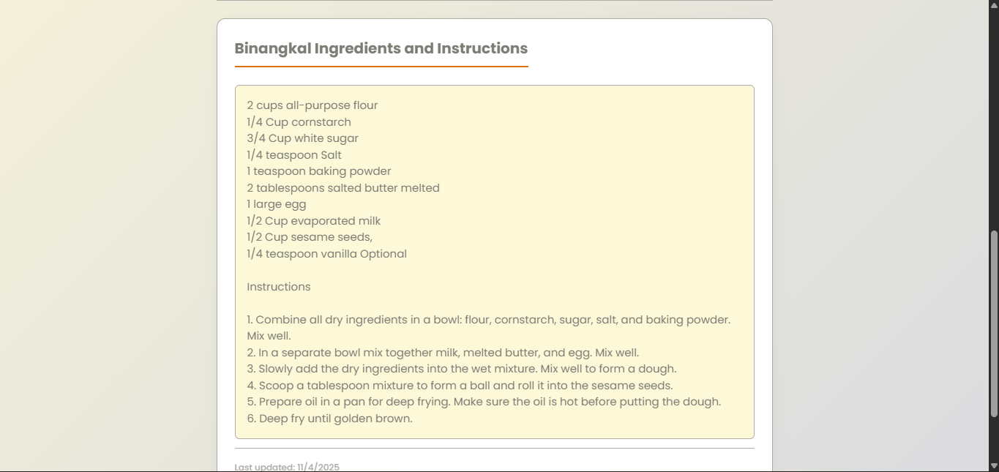 Binangkal Ingredients and Instructions
2 cups all-purpose flour
1/4 Cup cornstarch
3/4 Cup white sugar
1/4 teaspoon Salt
1 teaspoon baking powder
2 tablespoons salted butter melted
1 large egg
1/2 Cup evaporated milk
1/2 Cup sesame seeds,
1/4 teaspoon vanilla Optional
Instructions
1. Combine all dry ingredients in a bowl: flour, cornstarch, sugar, salt, and baking powder.
Mix well.
2. In a separate bowl mix together milk, melted butter, and egg. Mix well.
3. Slowly add the dry ingredients into the wet mixture. Mix well to form a dough.
4. Scoop a tablespoon mixture to form a ball and roll it into the sesame seeds.
5. Prepare oil in a pan for deep frying. Make sure the oil is hot before putting the dough.
6. Deep fry until golden brown.
Last updated: 11/4/2025